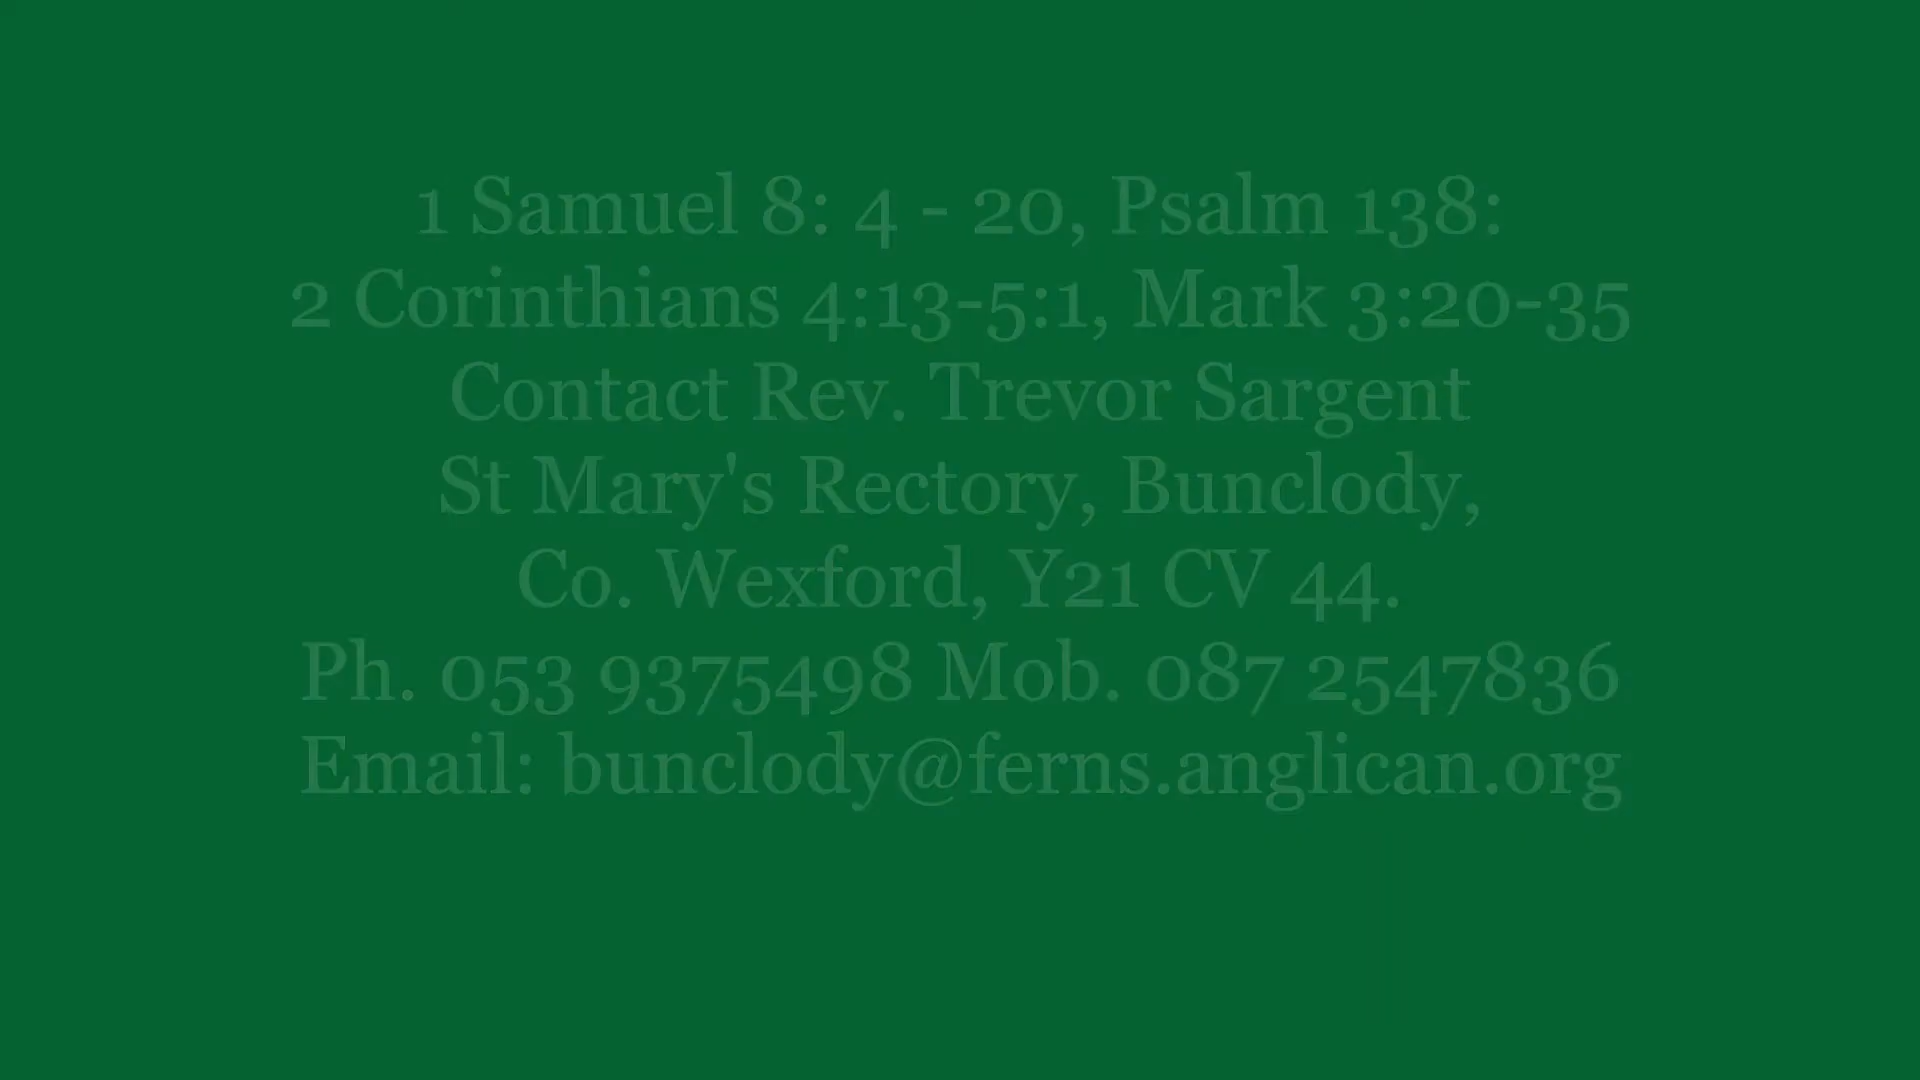 1 Samuel 8: 4 - 20, Psalm 138:
2 Corinthians 4:13-5:1, Mark 3:20-35
Contact Rev. Trevor Sargent
St Mary's Rectory, Bunclody,
Co. Wexford, Y21 CV 44.
Ph. 053 9375498 Mob. 087 2547836
Email: bunclody@ferns.anglican.org